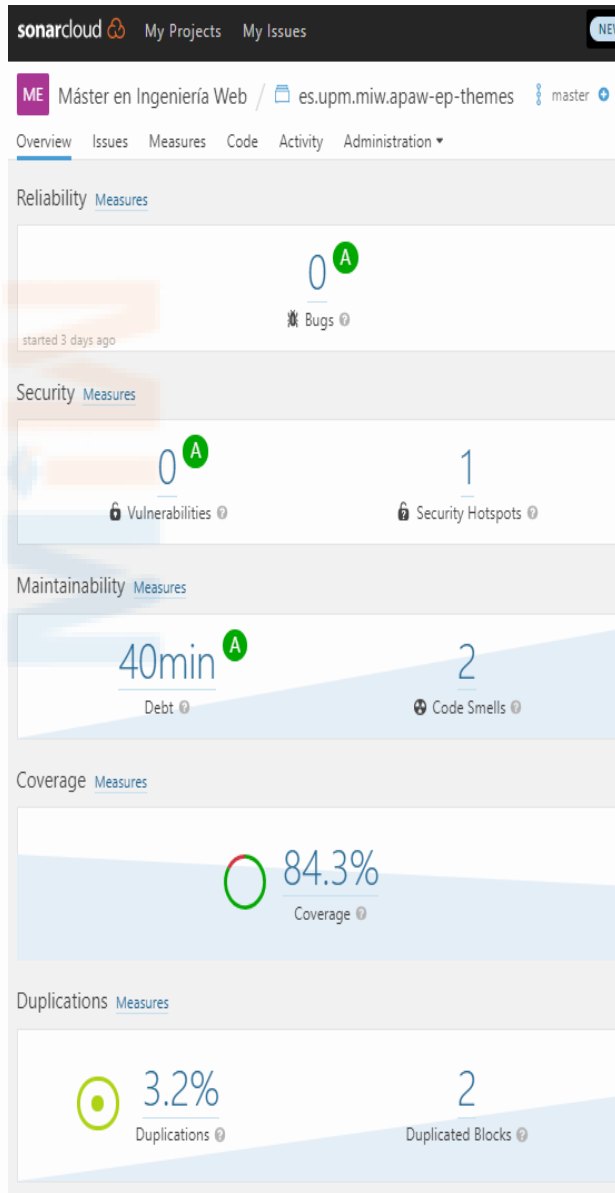 sonarcloud My Projects My Issues NEW
ME Máster en Ingeniería Web / es.upm.miw.apaw-ep-themes master
Overview Issues Measures Code Activity Administration
Reliability Measures
0 A
Bugs
started 3 days ago
Security Measures
0 A 1
Vulnerabilities Security Hotspots
Maintainability Measures
40min A 2
Debt Code Smells
Coverage Measures
84.3%
Coverage
Duplications Measures
3.2% 2
Duplications Duplicated Blocks